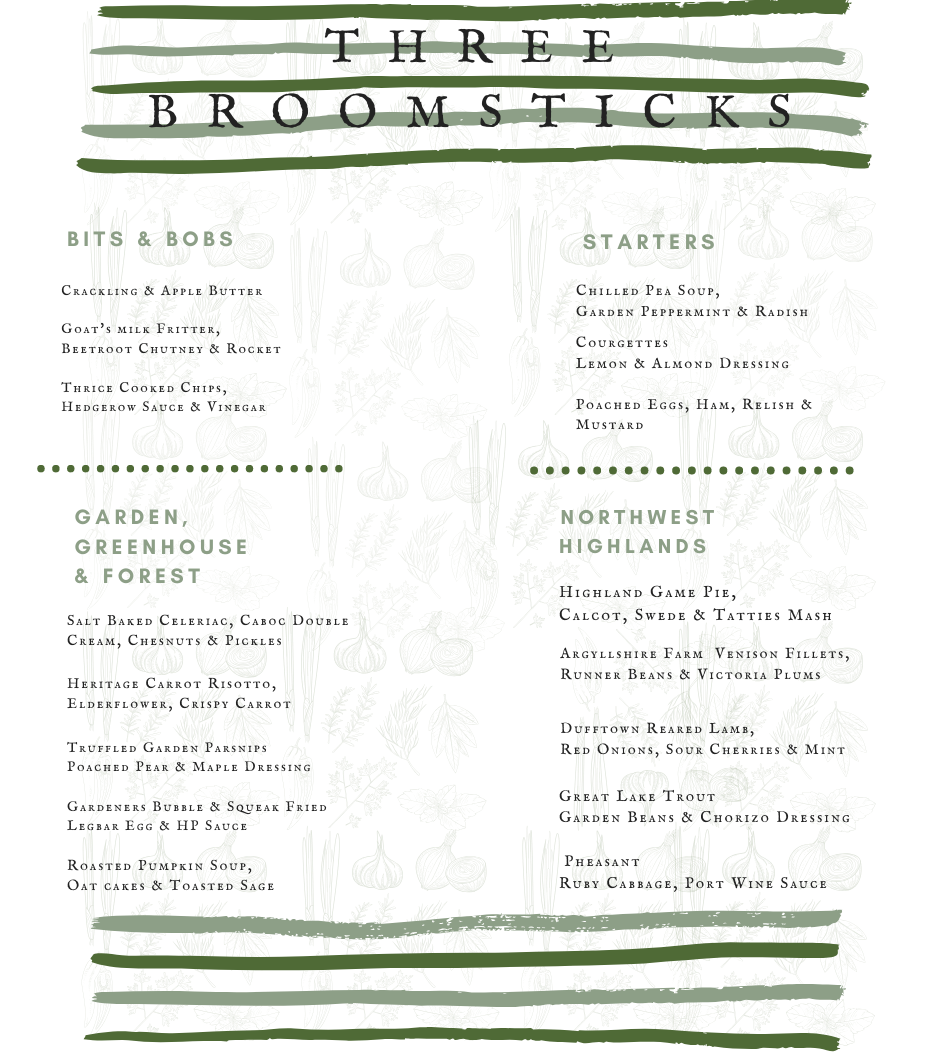 THREE
BROOMSTICKS
BITS & BOBS
Crackling & Apple Butter
Goat's milk Fritter,
Beetroot Chutney & Rocket
Thrice Cooked Chips,
Hedgerow Sauce & Vinegar
STARTERS
Chilled Pea Soup,
Garden Peppermint & Radish
Courgettes
Lemon & Almond Dressing
Poached Eggs, Ham, Relish &
Mustard
GARDEN,
GREENHOUSE
& FOREST
Salt Baked Celeriac, Caboc Double
Cream, Chesnuts & Pickles
Heritage Carrot Risotto,
Elderflower, Crispy Carrot
Truffled Garden Parsnips
Poached Pear & Maple Dressing
Gardeners Bubble & Squeak Fried
Legbar Egg & HP Sauce
Roasted Pumpkin Soup,
Oat cakes & Toasted Sage
NORTHWEST
HIGHLANDS
Highland Game Pie,
Calcot, Swede & Tatties Mash
Argyllshire Farm Venison Fillets,
Runner Beans & Victoria Plums
Dufftown Reared Lamb,
Red Onions, Sour Cherries & Mint
Great Lake Trout
Garden Beans & Chorizo Dressing
Pheasant
Ruby Cabbage, Port Wine Sauce